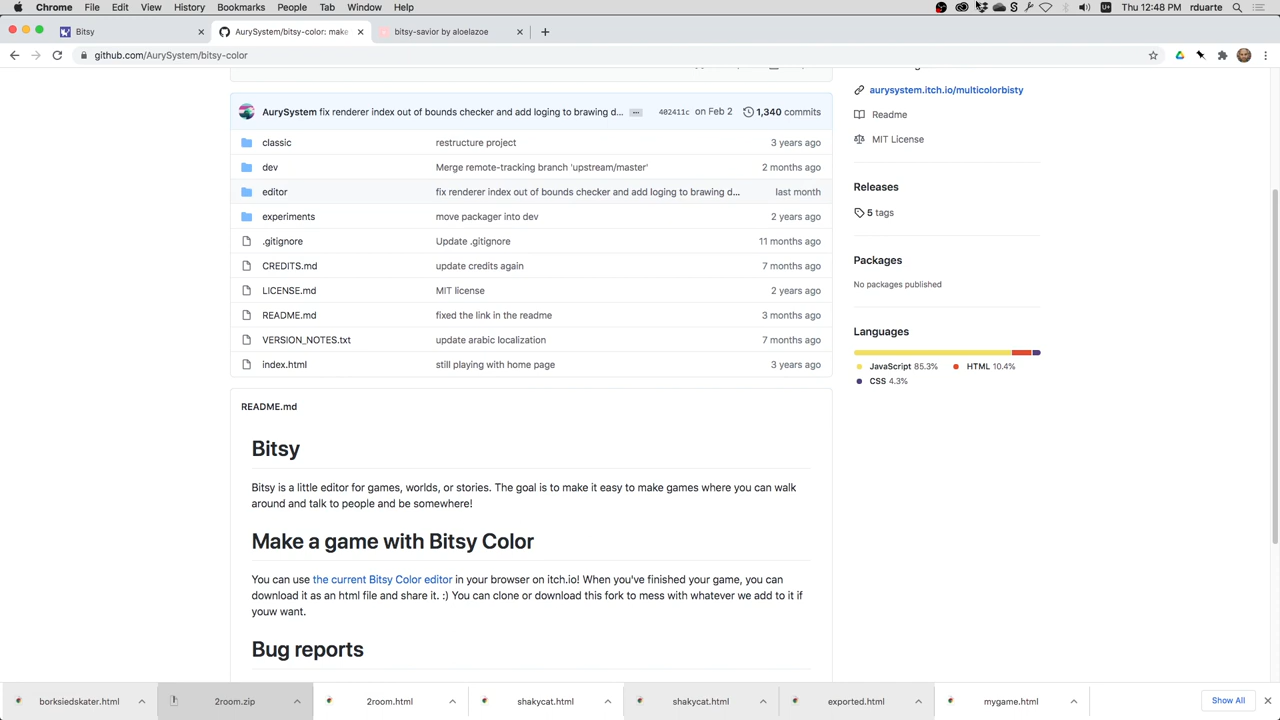 Chrome File Edit View History Bookmarks People Tab Window Help Thu 12:48 PM rduarte
Bitsy AurySystem/bitsy-color: make bitsy-savior by aloelazoe
github.com/AurySystem/bitsy-color
AurySystem fix renderer index out of bounds checker and add loging to brawing d... 402411c on Feb 2 1,340 commits
classic restructure project 3 years ago
dev Merge remote-tracking branch 'upstream/master' 2 months ago
editor fix renderer index out of bounds checker and add loging to brawing d... last month
experiments move packager into dev 2 years ago
.gitignore Update .gitignore 11 months ago
CREDITS.md update credits again 7 months ago
LICENSE.md MIT license 2 years ago
README.md fixed the link in the readme 3 months ago
VERSION_NOTES.txt update arabic localization 7 months ago
index.html still playing with home page 3 years ago
README.md
Bitsy
Bitsy is a little editor for games, worlds, or stories. The goal is to make it easy to make games where you can walk
around and talk to people and be somewhere!
Make a game with Bitsy Color
You can use the current Bitsy Color editor in your browser on itch.io! When you've finished your game, you can
download it as an html file and share it. :) You can clone or download this fork to mess with whatever we add to it if
youw want.
Bug reports
aurysystem.itch.io/multicolorbisty
Readme
MIT License
Releases
5 tags
Packages
No packages published
Languages
JavaScript 85.3% HTML 10.4%
CSS 4.3%
borksiedskater.html 2room.zip 2room.html shakycat.html shakycat.html exported.html mygame.html Show All